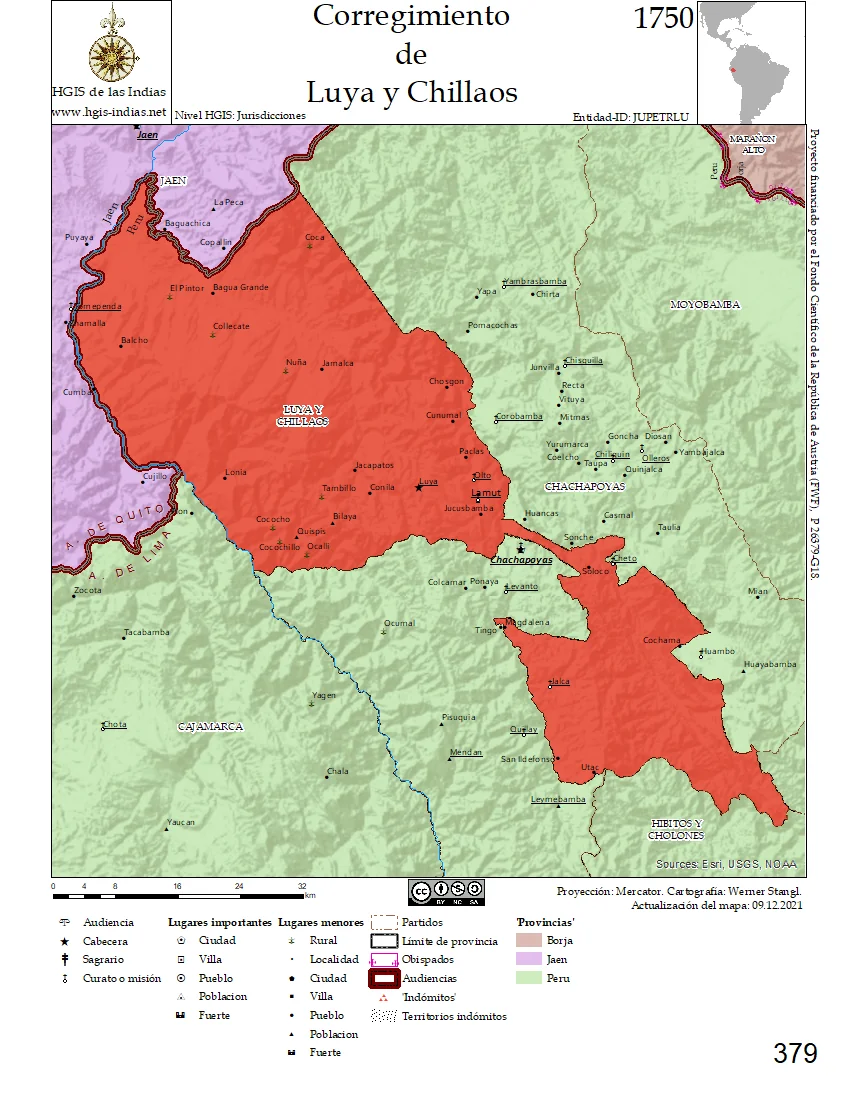 Corregimiento
de
Luya y Chillaos
1750
HGIS de las Indias
www.hgis-indias.net
Nivel HGIS: Jurisdicciones
Entidad-ID: JUPETRLU
Jaen
JAEN
MARAÑON
ALTO
Peru
La Peca
Jaen
Peru
Baguachica
Puyaya
Copallin
Coca
El Pintor
Bagua Grande
Yambrasbamba
Yapa
Chirta
MOYOBAMBA
Collecate
Pomacochas
Balcho
Nuña
Jamalca
Chisquilla
Junvilla
Chosgon
Recta
Cumba
Vituya
LUYA Y
CHILLAOS
Cunumal
Corobamba
Mitmas
Goncha
Diosan
Yurumarca
Paclas
Coelcho
Chiliquin
Olleros
Yambajalca
Jacapatos
Taupa
Quinjalca
Lonia
Cujillo
Olto
Luya
CHACHAPOYAS
Tambillo
Conila
Lamut
Jucusbamba
Huancas
Casmal
A. DE QUITO
Cococho
Bilaya
Taulia
Quispis
Sonche
A. DE LIMA
Cocochillo
Ocalli
Chachapoyas
Cheto
Soloco
Zocota
Colcamar
Ponaya
Levanto
Mian
Ocumal
Magdalena
Tingo
Tacabamba
Cochama
Huambo
Huayabamba
Jalca
Yagen
Chota
CAJAMARCA
Pisuquia
Mendan
San Ildefonso
Chala
Utac
Leymebamba
Yaucan
HIBITOS Y
CHOLONES
Sources: Esri, USGS, NOAA
Proyecto financiado por el Fondo Científico de la República de Austria (FWF), P 26379-G18.
0 4 8 16 24 32
km
CC BY NC SA
Proyección: Mercator. Cartografía: Werner Stangl.
Actualización del mapa: 09.12.2021
Audiencia
Cabecera
Sagrario
Curato o misión
Lugares importantes
Ciudad
Villa
Pueblo
Poblacion
Fuerte
Lugares menores
Rural
Localidad
Ciudad
Villa
Pueblo
Poblacion
Fuerte
Partidos
Límite de provincia
Obispados
Audiencias
'Indómitos'
Territorios indómitos
'Provincias'
Borja
Jaen
Peru
379